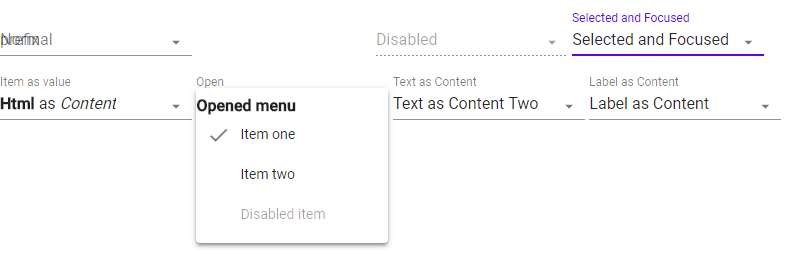 Selected and Focused
Disabled
Selected and Focused
Item as value
Open
Text as Content
Label as Content
Html as Content
Opened menu
Text as Content Two
Label as Content
Item one
Item two
Disabled item